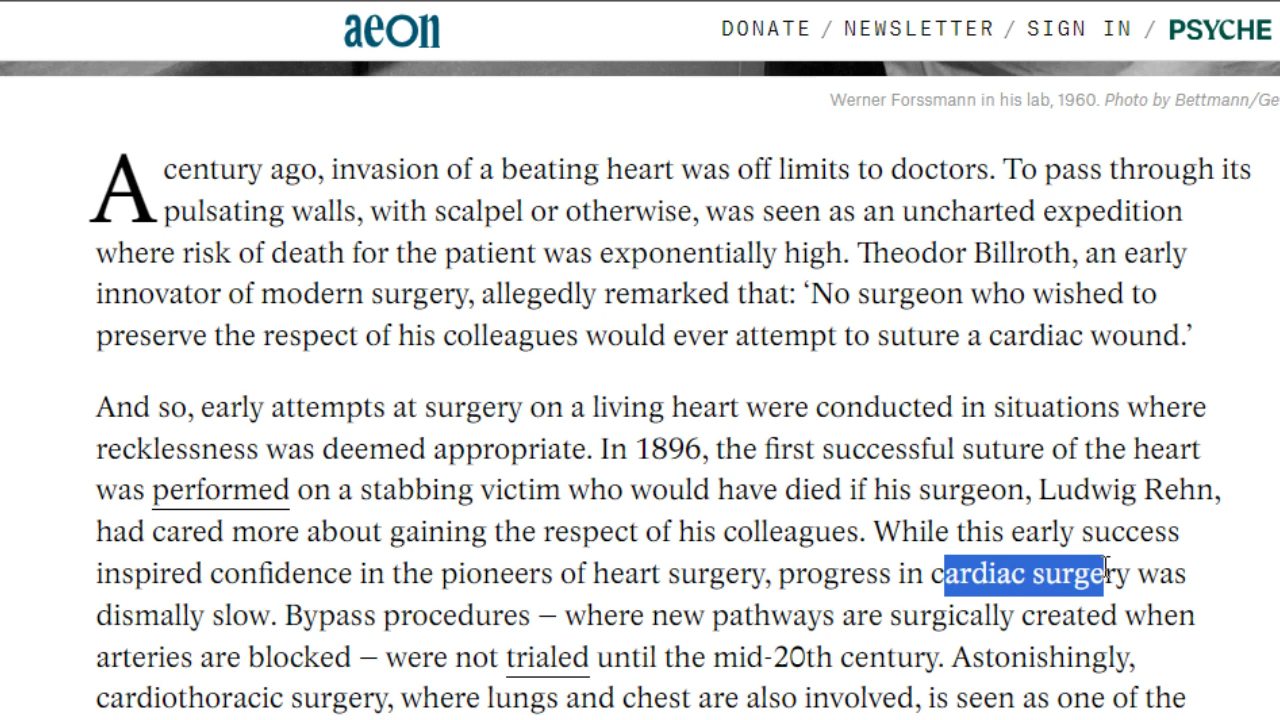 aeon
DONATE / NEWSLETTER / SIGN IN / PSYCHE
Werner Forssmann in his lab, 1960. Photo by Bettmann/Ge
A century ago, invasion of a beating heart was off limits to doctors. To pass through its
pulsating walls, with scalpel or otherwise, was seen as an uncharted expedition
where risk of death for the patient was exponentially high. Theodor Billroth, an early
innovator of modern surgery, allegedly remarked that: ‘No surgeon who wished to
preserve the respect of his colleagues would ever attempt to suture a cardiac wound.’
And so, early attempts at surgery on a living heart were conducted in situations where
recklessness was deemed appropriate. In 1896, the first successful suture of the heart
was performed on a stabbing victim who would have died if his surgeon, Ludwig Rehn,
had cared more about gaining the respect of his colleagues. While this early success
inspired confidence in the pioneers of heart surgery, progress in cardiac surgery was
dismally slow. Bypass procedures – where new pathways are surgically created when
arteries are blocked – were not trialed until the mid-20th century. Astonishingly,
cardiothoracic surgery, where lungs and chest are also involved, is seen as one of the